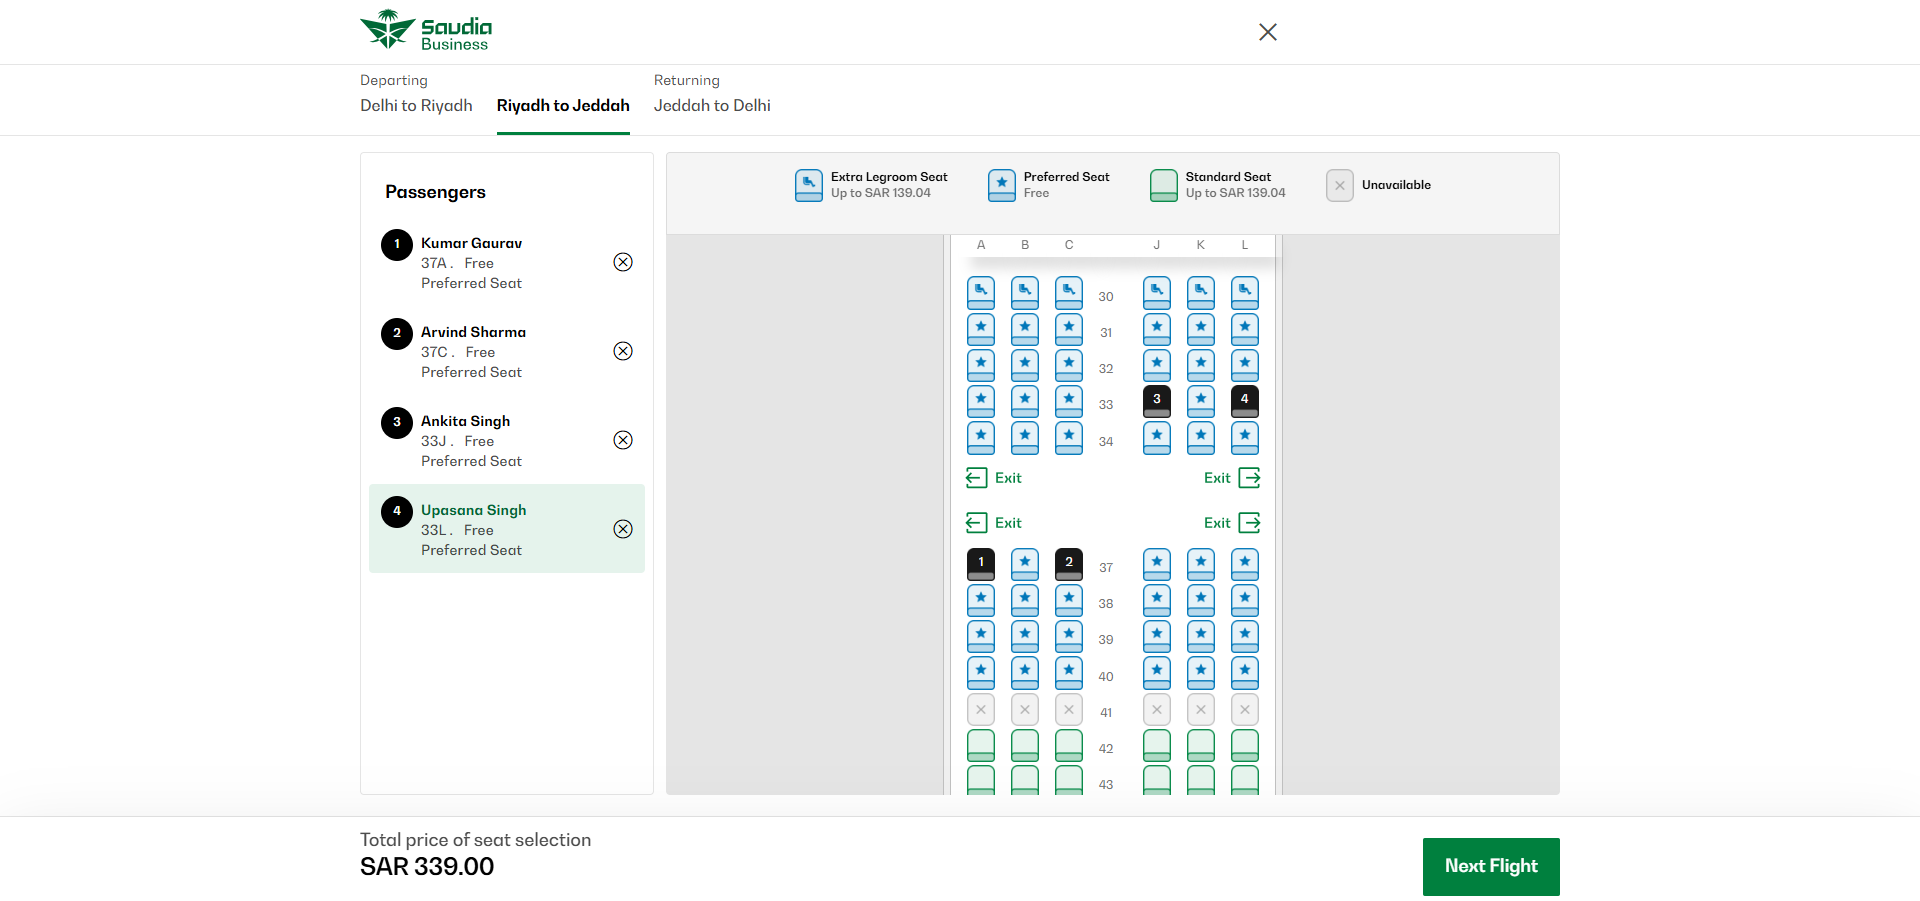 Saudia
Business
Departing
Returning
Delhi to Riyadh
Riyadh to Jeddah
Jeddah to Delhi
Passengers
1
Kumar Gaurav
37A . Free
Preferred Seat
2
Arvind Sharma
37C . Free
Preferred Seat
3
Ankita Singh
33J . Free
Preferred Seat
4
Upasana Singh
33L . Free
Preferred Seat
Extra Legroom Seat
Up to SAR 139.04
Preferred Seat
Free
Standard Seat
Up to SAR 139.04
Unavailable
A B C J K L
30
31
32
33 3 4
34
Exit Exit
Exit Exit
1 2 37
38
39
40
41
42
43
Total price of seat selection
SAR 339.00
Next Flight